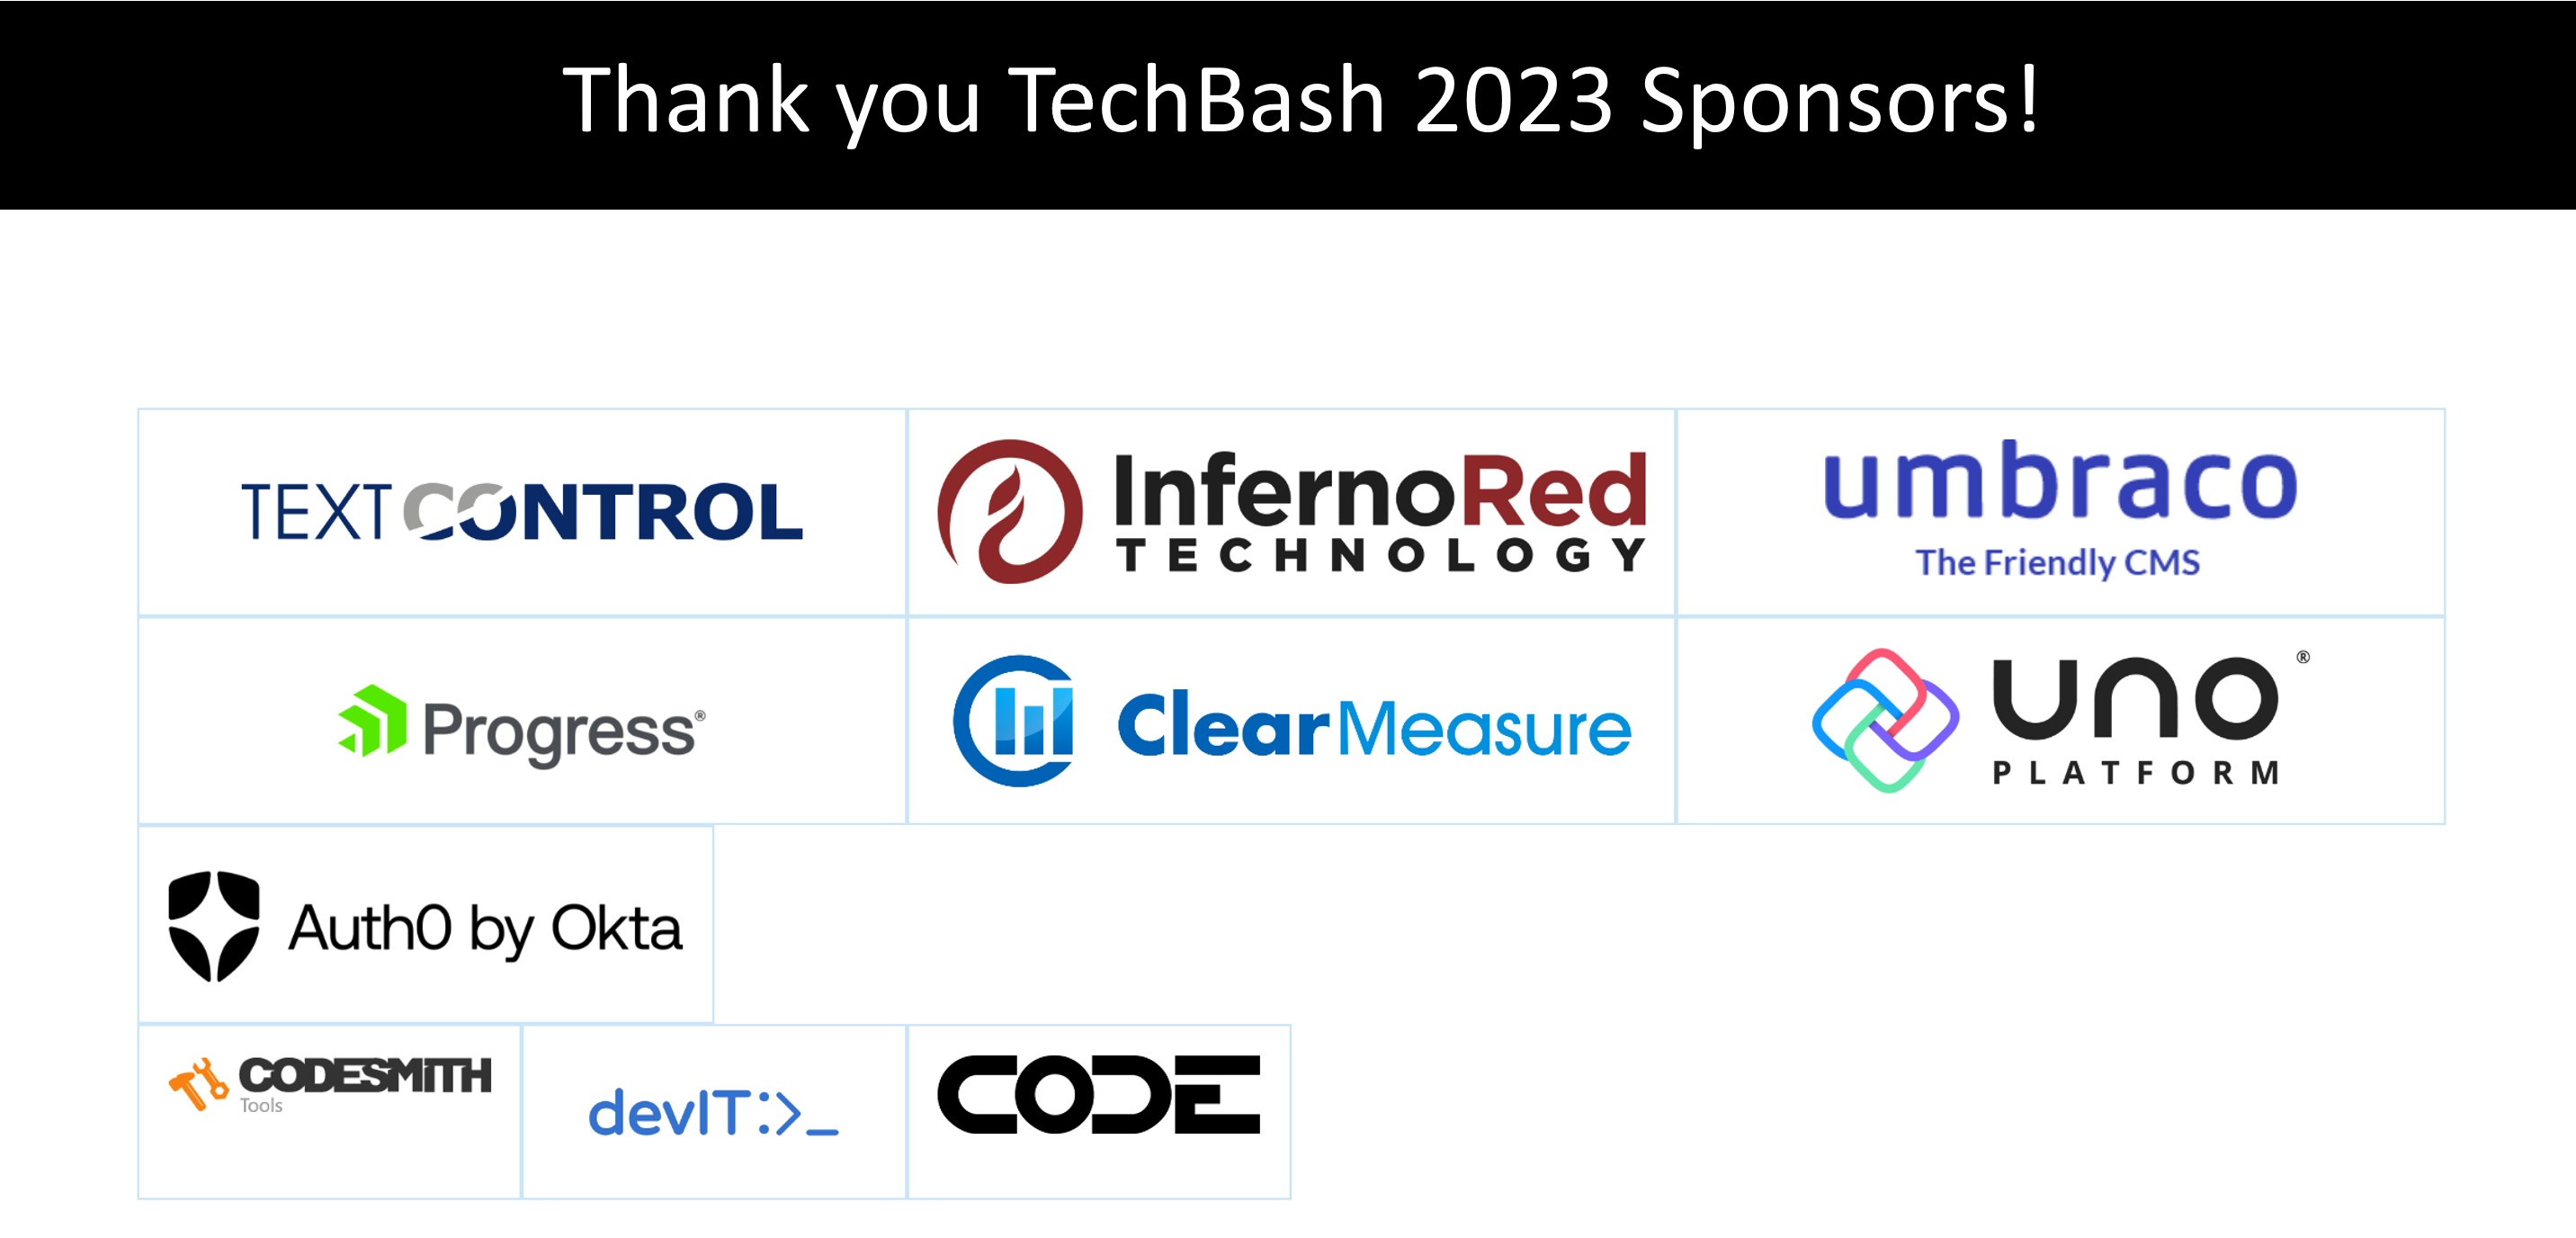 Thank you TechBash 2023 Sponsors!
TEXT CONTROL
InfernoRed
TECHNOLOGY
umbraco
The Friendly CMS
Progress®
ClearMeasure
UNO®
PLATFORM
Auth0 by Okta
CODESMITH
Tools
devIT:>_
CODE